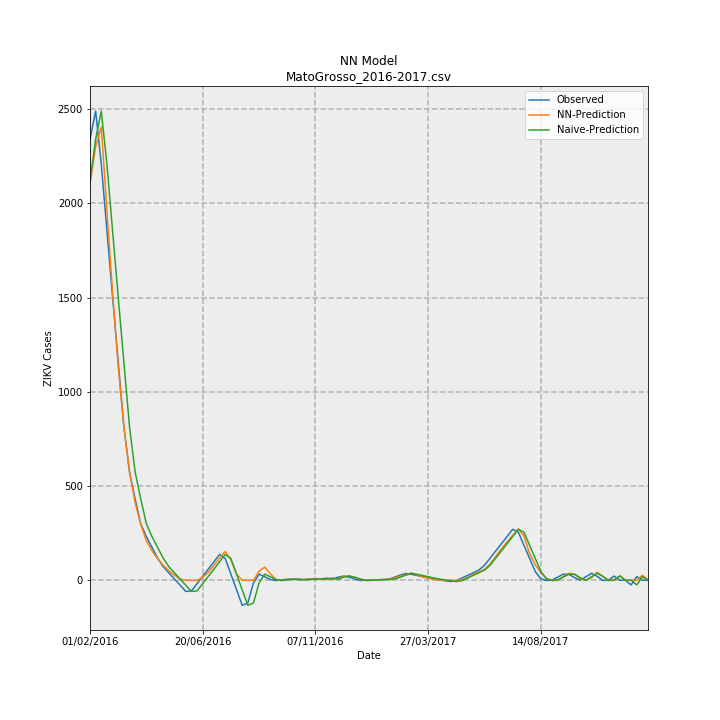 NN Model
MatoGrosso_2016-2017.csv
Observed
NN-Prediction
Naive-Prediction
2500
2000
1500
1000
500
0
ZIKV Cases
01/02/2016
20/06/2016
07/11/2016
27/03/2017
14/08/2017
Date